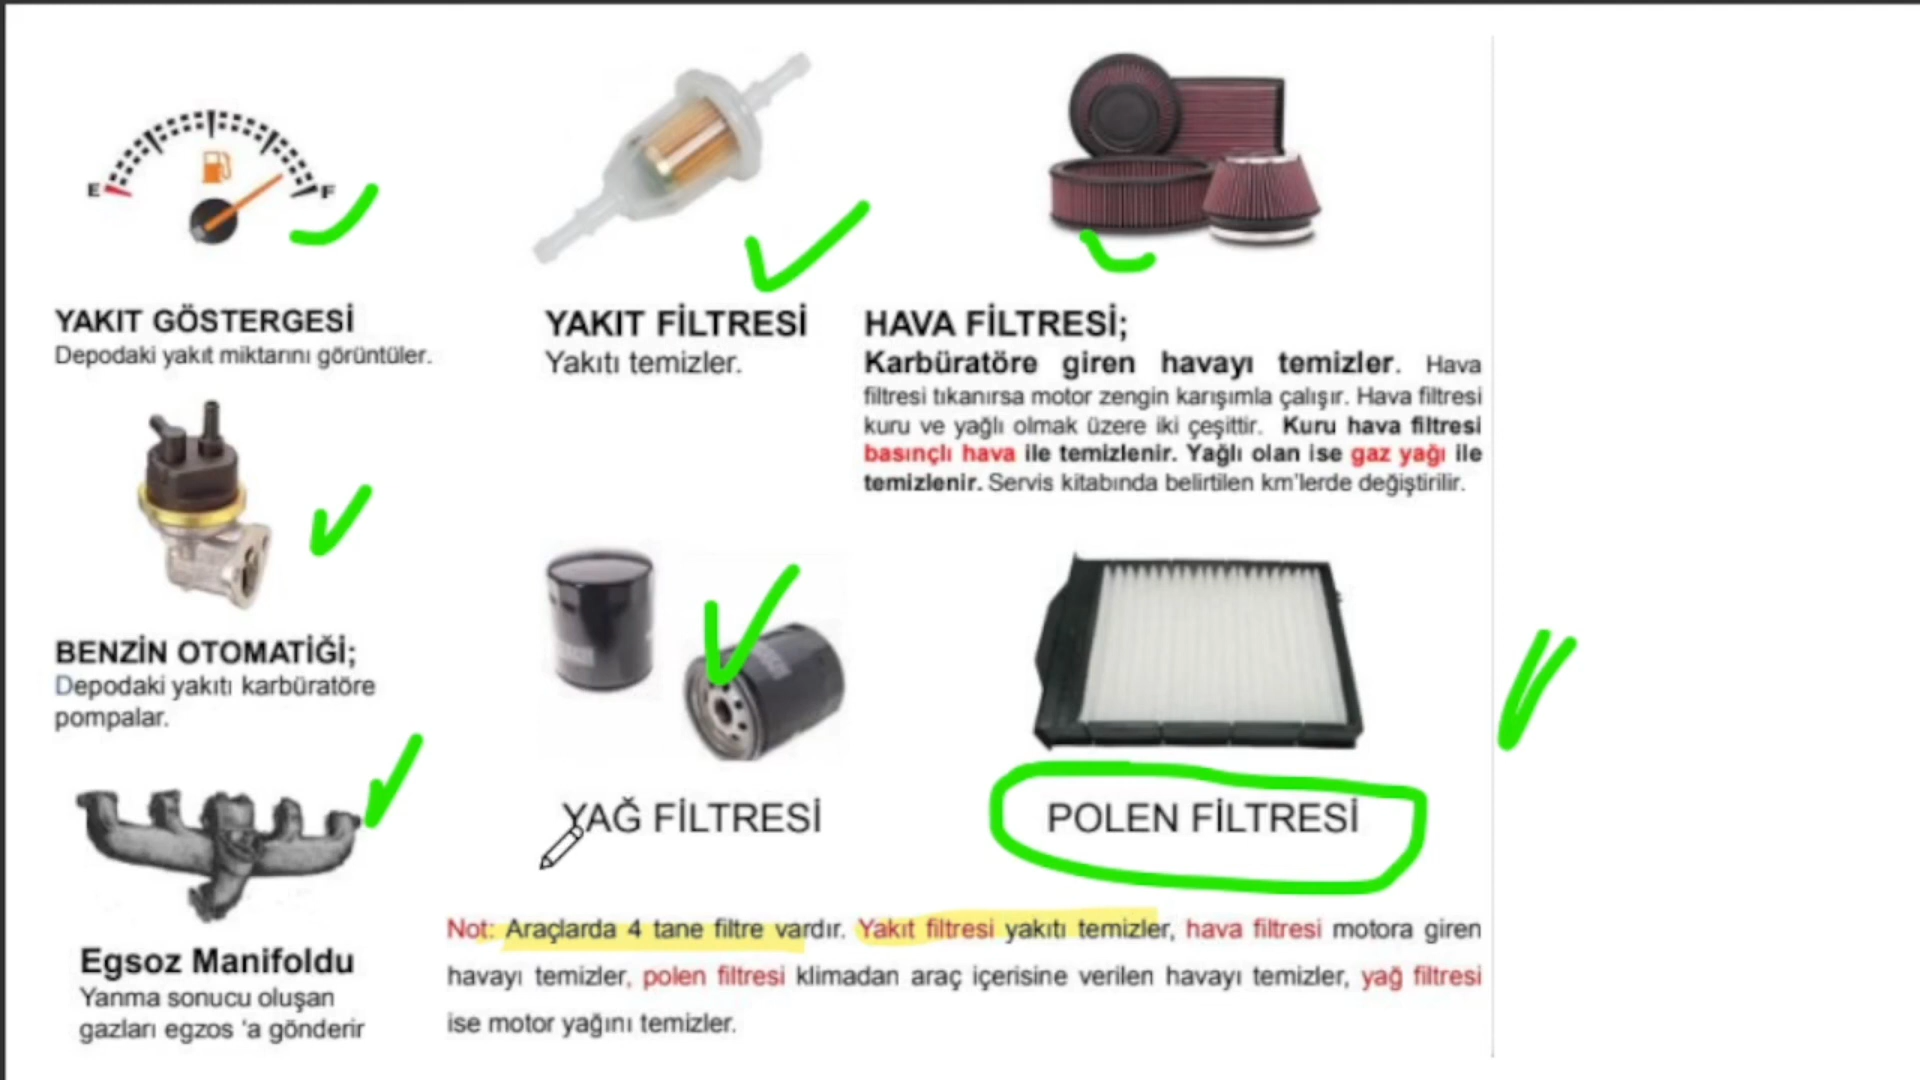 E F
YAKIT GÖSTERGESİ
Depodaki yakıt miktarını görüntüler.
YAKIT FİLTRESİ
Yakıtı temizler.
HAVA FİLTRESİ;
Karbüratöre giren havayı temizler. Hava
filtresi tıkanırsa motor zengin karışımla çalışır. Hava filtresi
kuru ve yağlı olmak üzere iki çeşittir. Kuru hava filtresi
basınçlı hava ile temizlenir. Yağlı olan ise gaz yağı ile
temizlenir. Servis kitabında belirtilen km'lerde değiştirilir.
BENZİN OTOMATİĞİ;
Depodaki yakıtı karbüratöre
pompalar.
YAĞ FİLTRESİ
POLEN FİLTRESİ
Egsoz Manifoldu
Yanma sonucu oluşan
gazları egzos 'a gönderir
Not: Araçlarda 4 tane filtre vardır. Yakıt filtresi yakıtı temizler, hava filtresi motora giren
havayı temizler, polen filtresi klimadan araç içerisine verilen havayı temizler, yağ filtresi
ise motor yağını temizler.